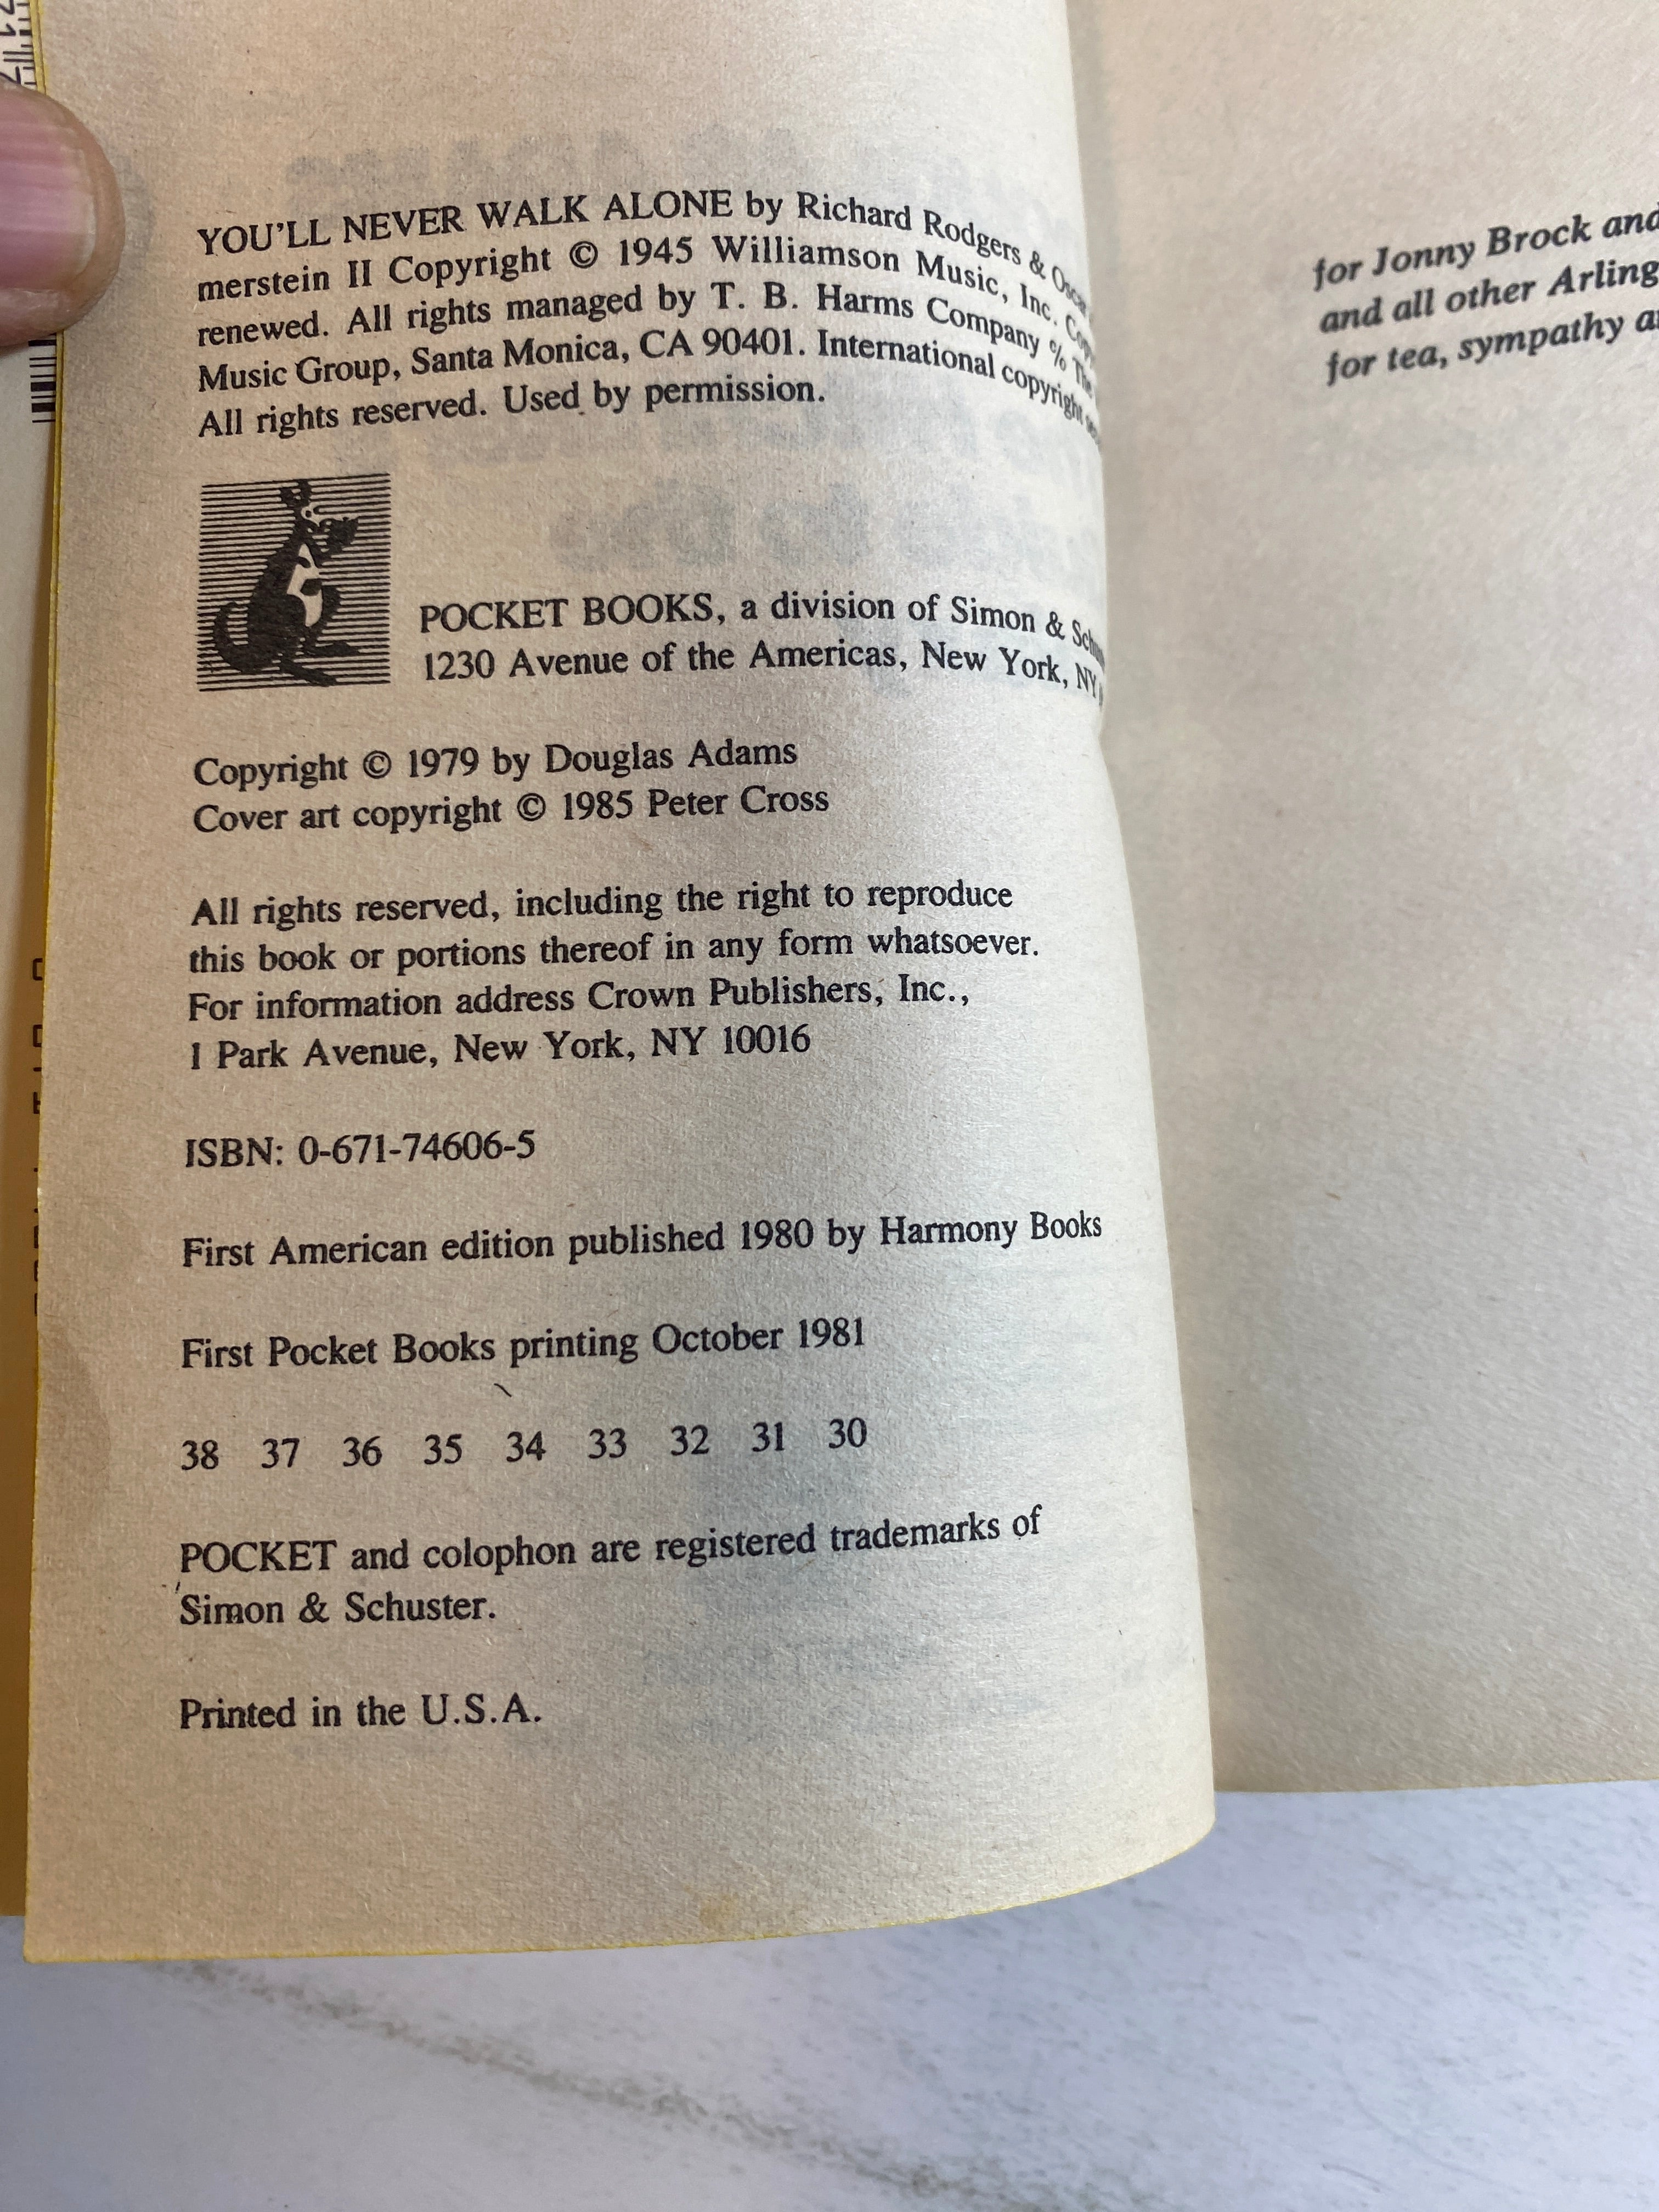 YOU'LL NEVER WALK ALONE by Richard Rodgers & Oscar
merstein II Copyright © 1945 Williamson Music, Inc.
renewed. All rights managed by T. B. Harms Company % The
Music Group, Santa Monica, CA 90401. International copyright
All rights reserved. Used by permission.
POCKET BOOKS, a division of Simon &
1230 Avenue of the Americas, New York, NY
Copyright © 1979 by Douglas Adams
Cover art copyright © 1985 Peter Cross
All rights reserved, including the right to reproduce
this book or portions thereof in any form whatsoever.
For information address Crown Publishers, Inc.,
1 Park Avenue, New York, NY 10016
ISBN: 0-671-74606-5
First American edition published 1980 by Harmony Books
First Pocket Books printing October 1981
38 37 36 35 34 33 32 31 30
POCKET and colophon are registered trademarks of
Simon & Schuster.
Printed in the U.S.A.
for Jonny Brock and
and all other Arling
for tea, sympathy